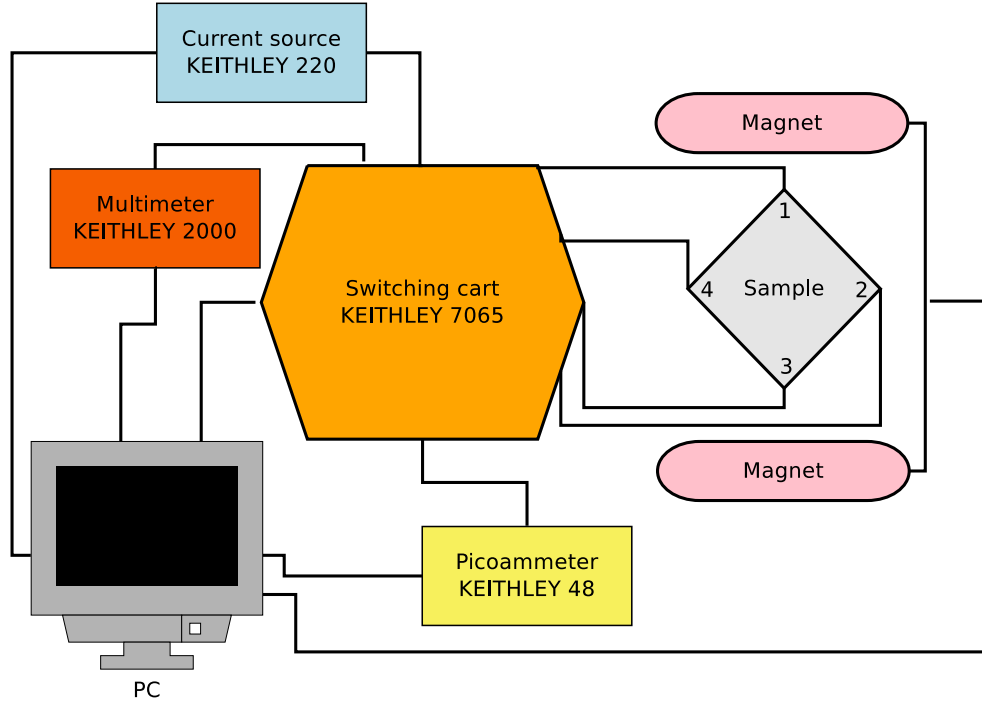 Current source
KEITHLEY 220
Magnet
Multimeter
KEITHLEY 2000
1
Switching cart
KEITHLEY 7065
4
Sample
2
3
Magnet
Picoammeter
KEITHLEY 48
PC